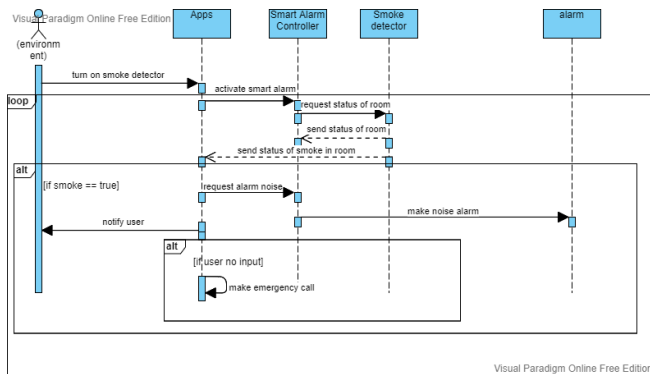 Visual Paradigm Online Free Edition
(environm
ent)
Apps
Smart Alarm
Controller
Smoke
detector
alarm
turn on smoke detector
activate smart alarm
loop
request status of room
send status of room
send status of smoke in room
alt
[if smoke == true]
request alarm noise
make noise alarm
notify user
alt
[if user no input]
make emergency call
Visual Paradigm Online Free Edition